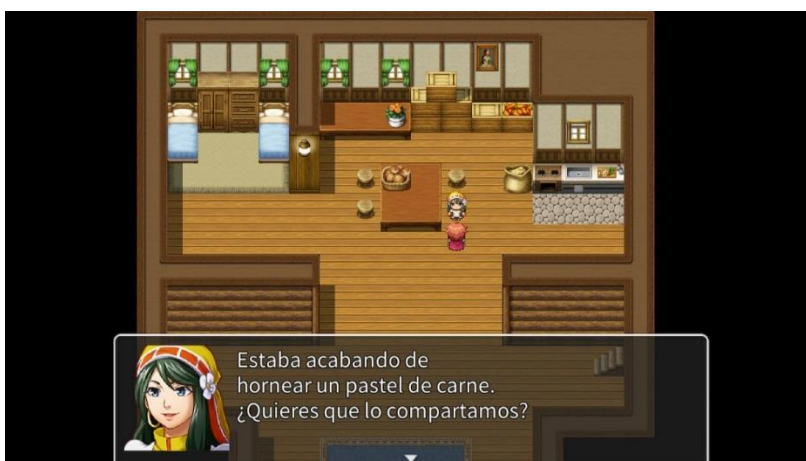 Estaba acabando de
hornear un pastel de carne.
¿Quieres que lo compartamos?